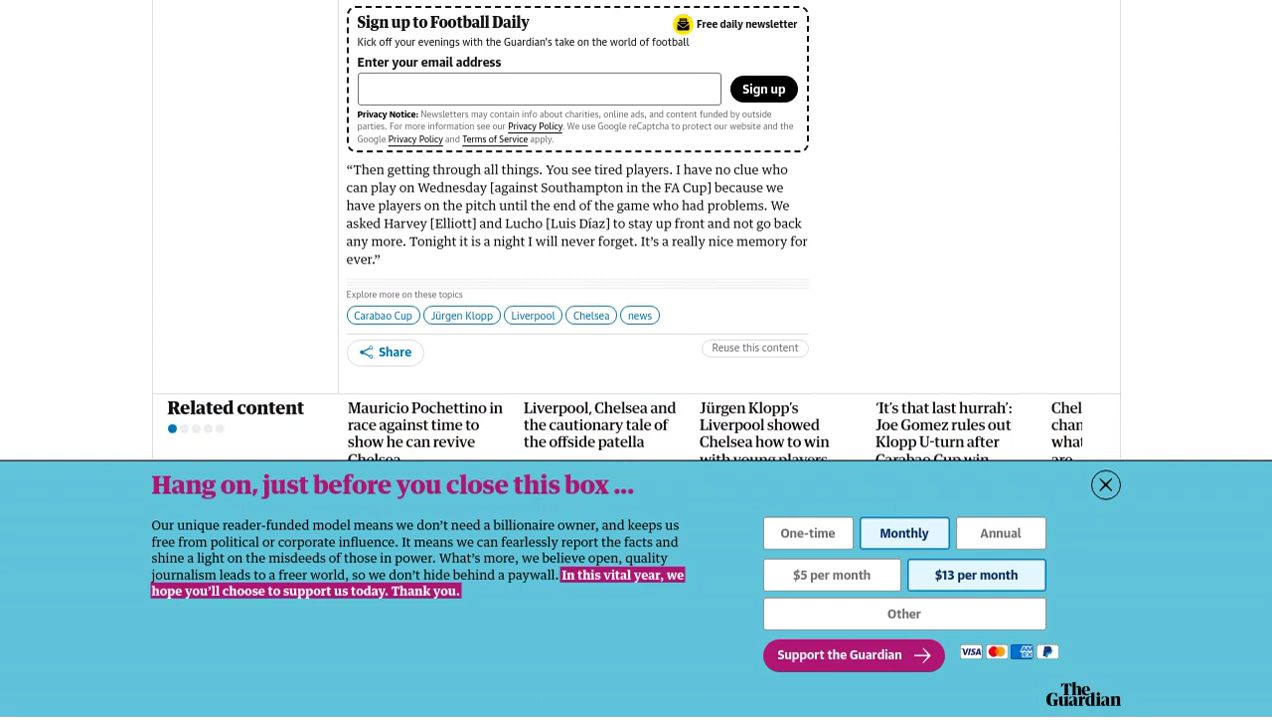 Sign up to Football Daily
Free daily newsletter
Kick off your evenings with the Guardian's take on the world of football
Enter your email address
Sign up
Privacy Notice: Newsletters may contain info about charities, online ads, and content funded by outside
parties. For more information see our Privacy Policy. We use Google reCaptcha to protect our website and the
Google Privacy Policy and Terms of Service apply.
“Then getting through all things. You see tired players. I have no clue who
can play on Wednesday [against Southampton in the FA Cup] because we
have players on the pitch until the end of the game who had problems. We
asked Harvey [Elliott] and Lucho [Luis Díaz] to stay up front and not go back
any more. Tonight it is a night I will never forget. It’s a really nice memory for
ever.”
Explore more on these topics
Carabao Cup
Jürgen Klopp
Liverpool
Chelsea
news
Share
Reuse this content
Related content
Mauricio Pochettino in
race against time to
show he can revive
Chelsea
Liverpool, Chelsea and
the cautionary tale of
the offside patella
Jürgen Klopp’s
Liverpool showed
Chelsea how to win
with young players
‘It’s that last hurrah’:
Joe Gomez rules out
Klopp U-turn after
Carabao Cup win
Chel
chan
what
are
Hang on, just before you close this box ...
Our unique reader-funded model means we don’t need a billionaire owner, and keeps us
free from political or corporate influence. It means we can fearlessly report the facts and
shine a light on the misdeeds of those in power. What’s more, we believe open, quality
journalism leads to a freer world, so we don’t hide behind a paywall. In this vital year, we
hope you’ll choose to support us today. Thank you.
One-time
Monthly
Annual
$5 per month
$13 per month
Other
Support the Guardian
VISA
AMEX
The
Guardian